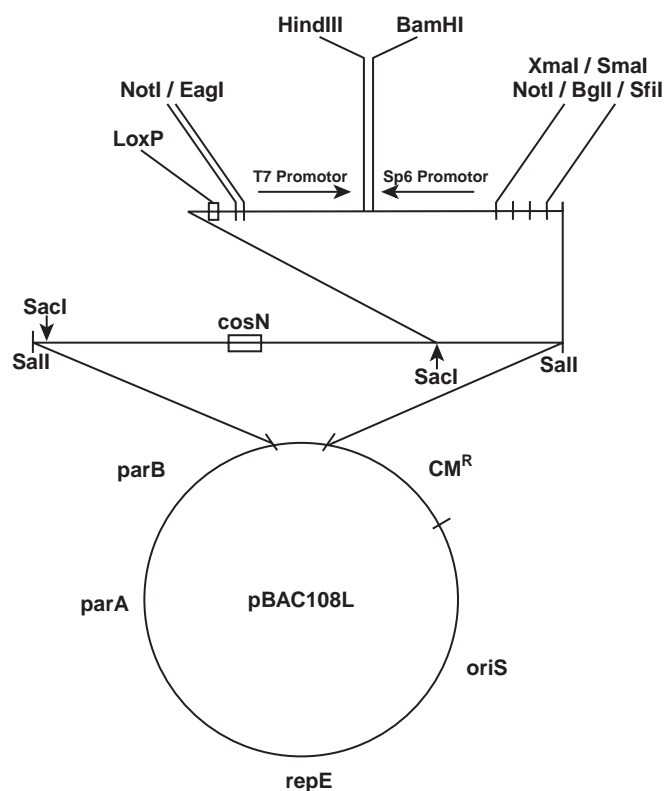 HindIII BamHI
XmaI / SmaI
NotI / EagI NotI / BglI / SfiI
LoxP
T7 Promotor Sp6 Promotor
SacI
cosN
SalI SacI SalI
parB CM^R
parA pBAC108L
oriS
repE